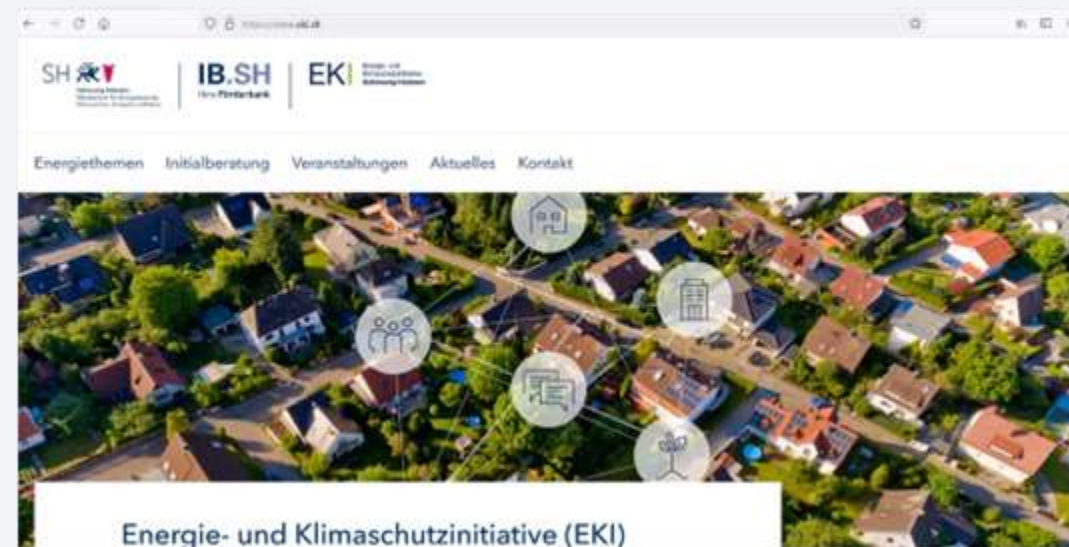 SH
IB.SH
Ihre Förderbank
EKI
Energiethemen Initialberatung Veranstaltungen Aktuelles Kontakt
Energie- und Klimaschutzinitiative (EKI)